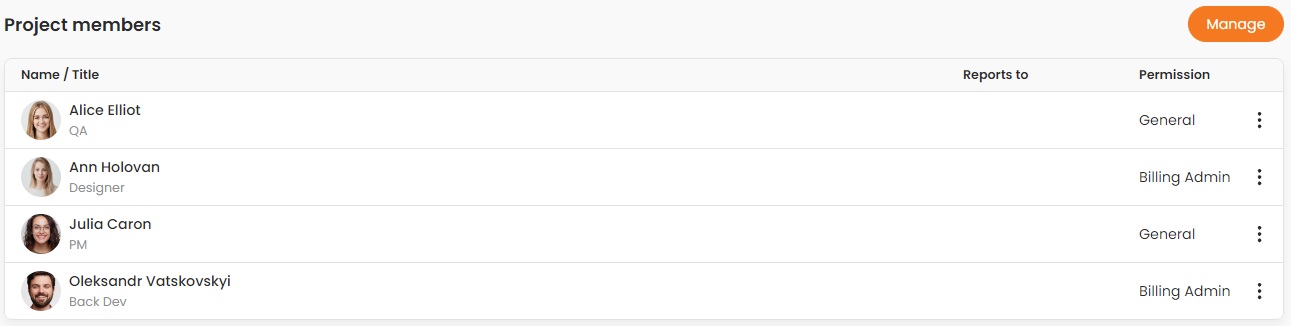 Project members
Manage
Name / Title Reports to Permission
Alice Elliot
QA
General
Ann Holovan
Designer
Billing Admin
Julia Caron
PM
General
Oleksandr Vatskovskyi
Back Dev
Billing Admin